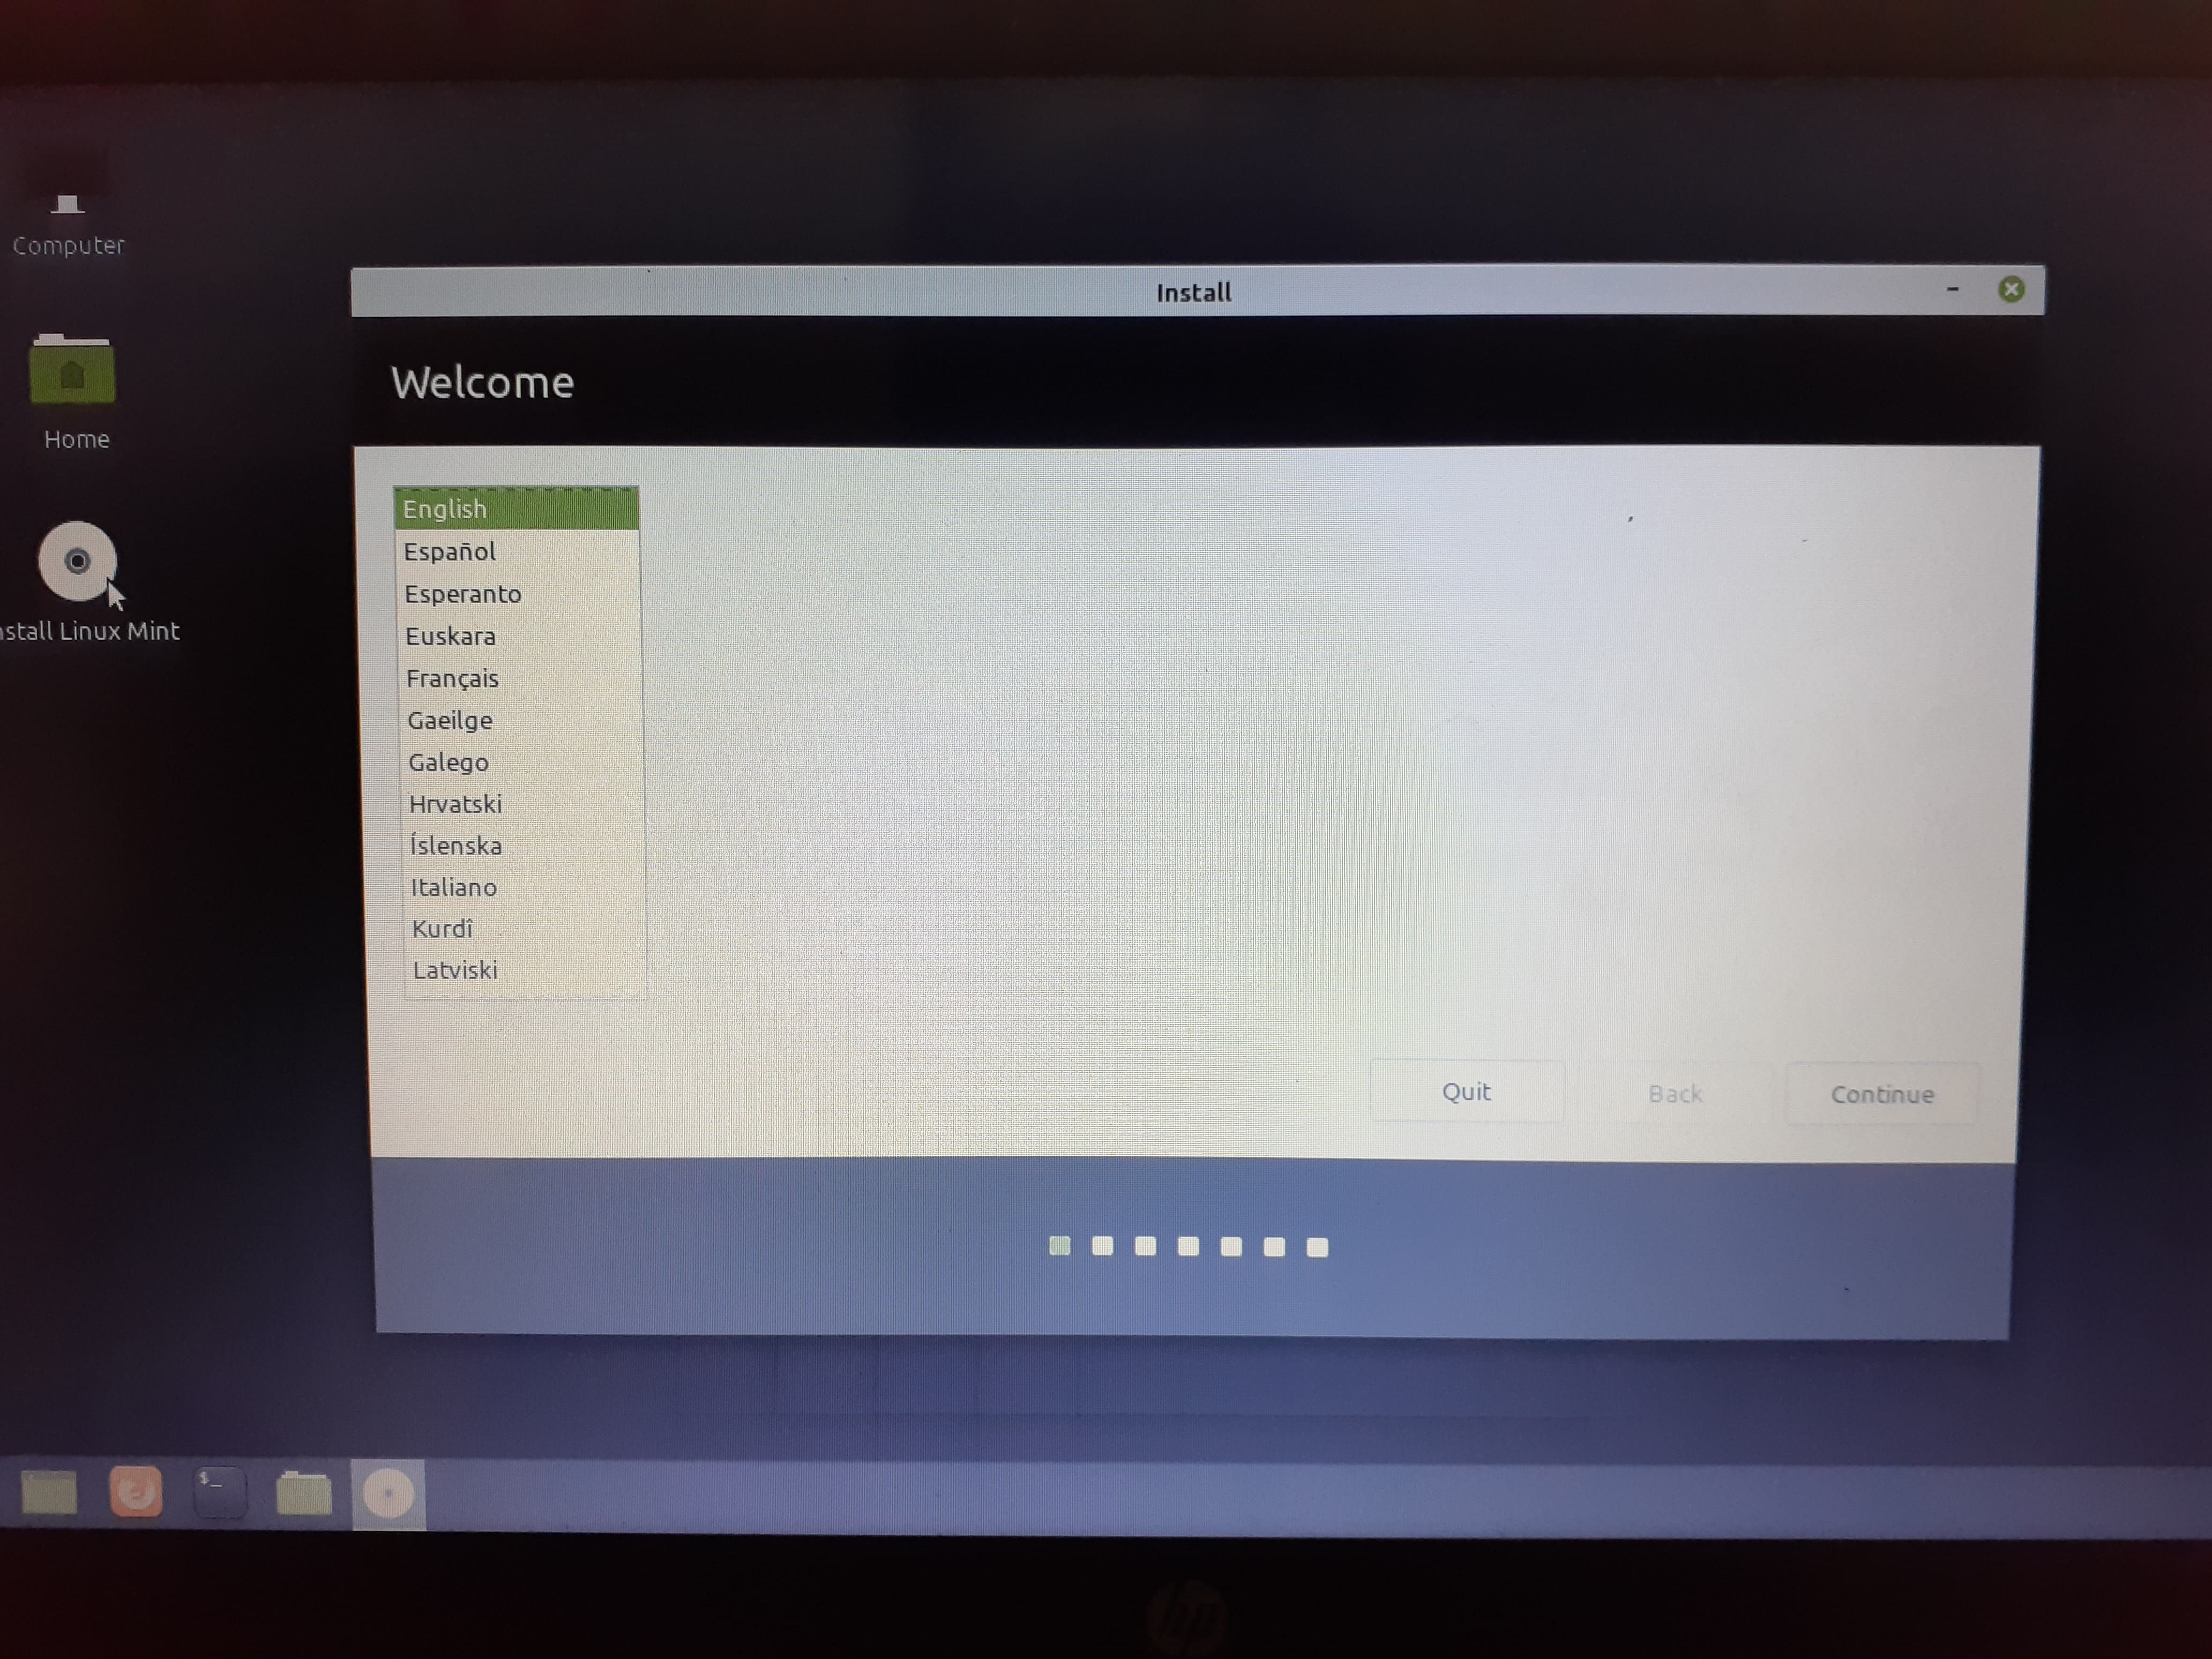 Computer
Home
nstall Linux Mint
Install
Welcome
English
Español
Esperanto
Euskara
Français
Gaeilge
Galego
Hrvatski
Íslenska
Italiano
Kurdî
Latviski
Quit
Back
Continue
$_
hp